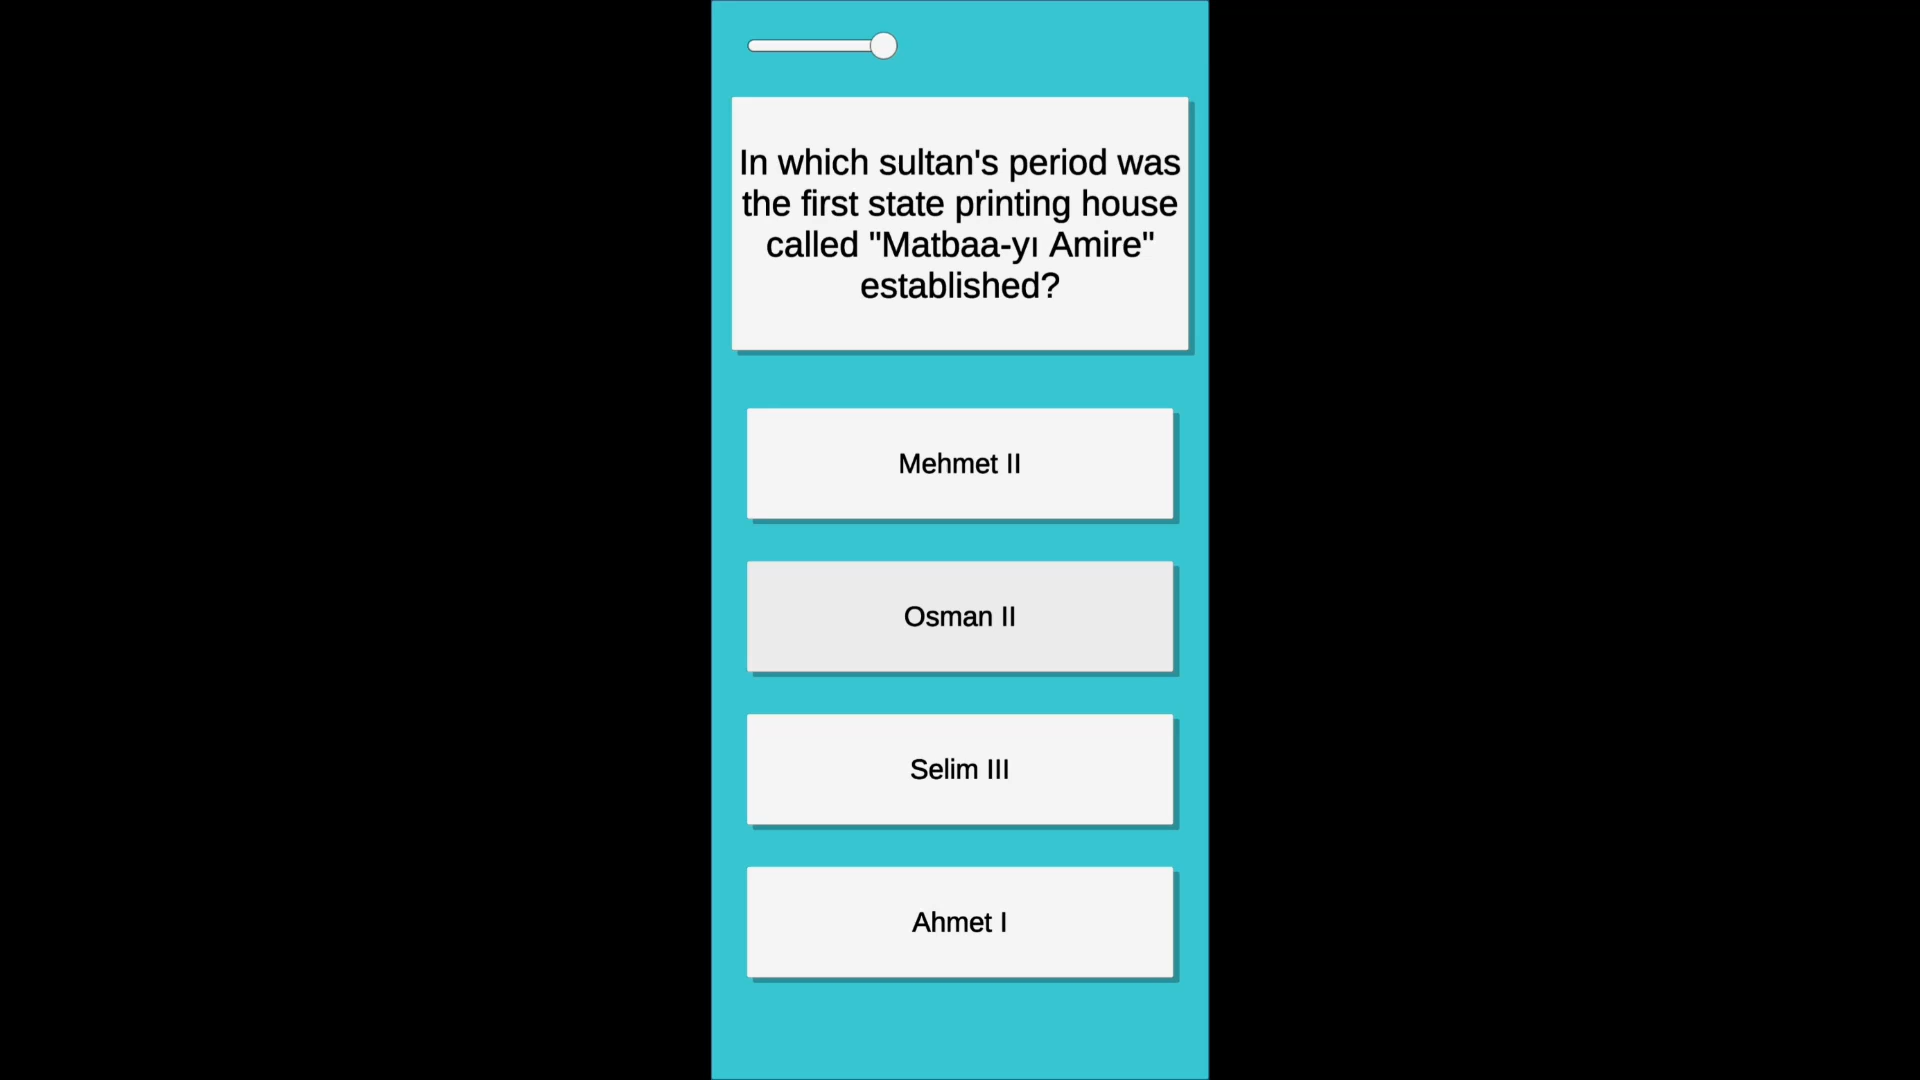 In which sultan's period was
the first state printing house
called "Matbaa-yı Amire"
established?
Mehmet II
Osman II
Selim III
Ahmet I